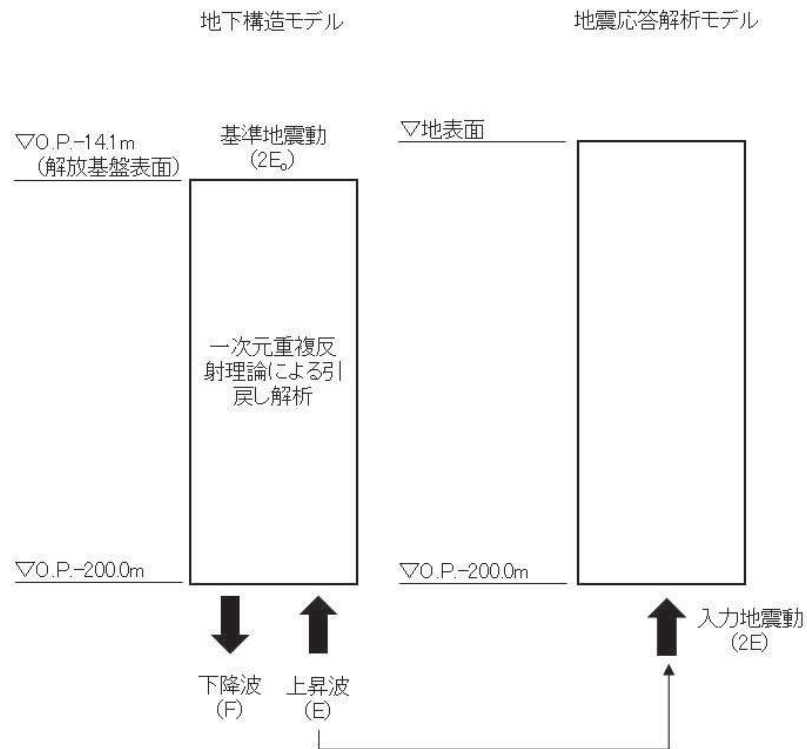 地下構造モデル
地震応答解析モデル
▽O.P.-14.1m
(解放基盤表面)
基準地震動
(2E₀)
▽地表面
一次元重複反
射理論による引
戻し解析
▽O.P.-200.0m
▽O.P.-200.0m
下降波
(F)
上昇波
(E)
入力地震動
(2E)